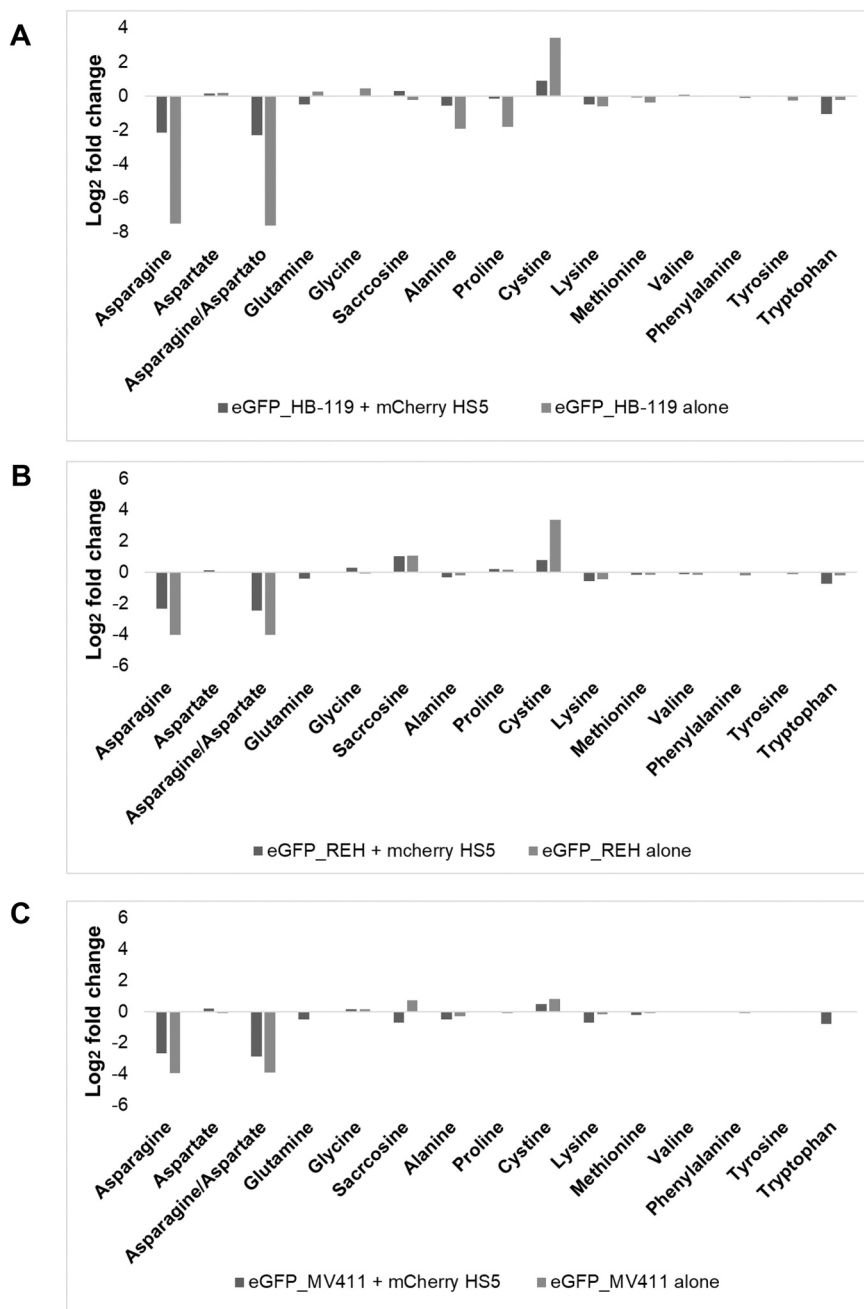 A
Log2 fold change
4
2
0
-2
-4
-6
-8
Asparagine
Aspartate
Asparagine/Aspartato
Glutamine
Glycine
Sacrcosine
Alanine
Proline
Cystine
Lysine
Methionine
Valine
Phenylalanine
Tyrosine
Tryptophan
eGFP_HB-119 + mCherry HS5 eGFP_HB-119 alone
B
Log2 fold change
6
4
2
0
-2
-4
-6
Asparagine
Aspartate
Asparagine/Aspartate
Glutamine
Glycine
Sacrcosine
Alanine
Proline
Cystine
Lysine
Methionine
Valine
Phenylalanine
Tyrosine
Tryptophan
eGFP_REH + mcherry HS5 eGFP_REH alone
C
Log2 fold change
6
4
2
0
-2
-4
-6
Asparagine
Aspartate
Asparagine/Aspartate
Glutamine
Glycine
Sacrcosine
Alanine
Proline
Cystine
Lysine
Methionine
Valine
Phenylalanine
Tyrosine
Tryptophan
eGFP_MV411 + mCherry HS5 eGFP_MV411 alone